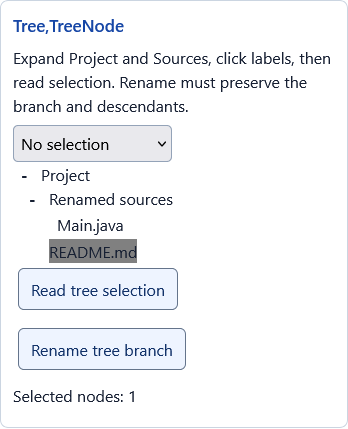 Tree,TreeNode
Expand Project and Sources, click labels, then
read selection. Rename must preserve the
branch and descendants.
No selection
- Project
- Renamed sources
Main.java
README.md
Read tree selection
Rename tree branch
Selected nodes: 1